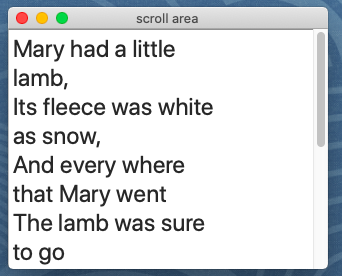 scroll area
Mary had a little
lamb,
Its fleece was white
as snow,
And every where
that Mary went
The lamb was sure
to go